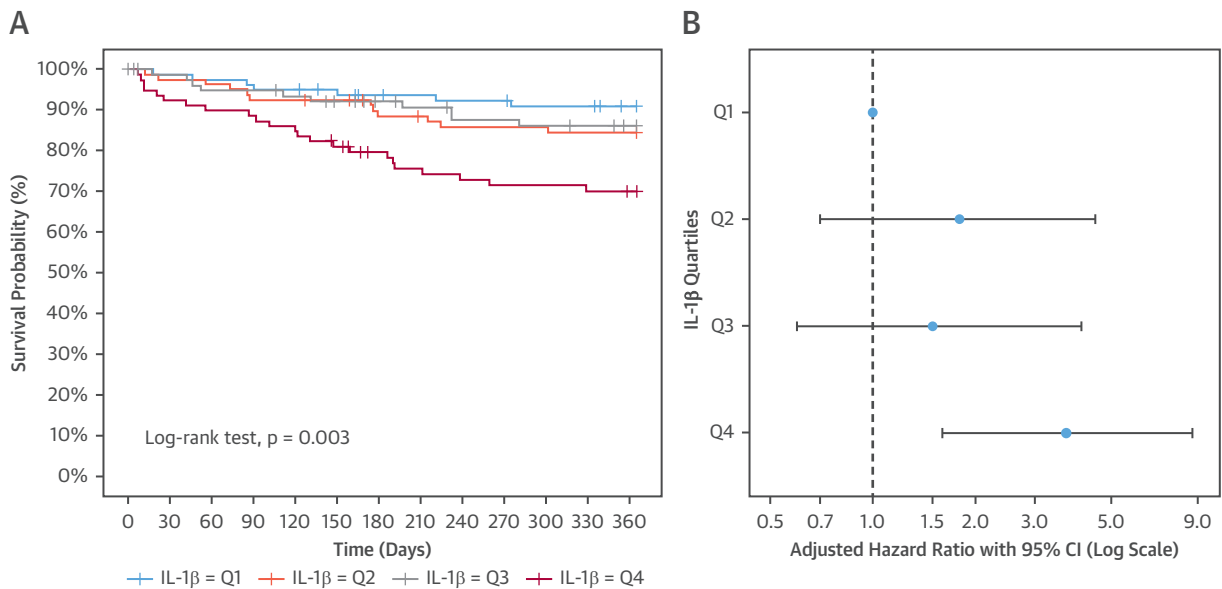 A
100%
90%
80%
70%
60%
50%
40%
30%
20%
10%
0%
Survival Probability (%)
Log-rank test, p = 0.003
0 30 60 90 120 150 180 210 240 270 300 330 360
Time (Days)
IL-1β = Q1 IL-1β = Q2 IL-1β = Q3 IL-1β = Q4
B
Q1
Q2
Q3
Q4
IL-1β Quartiles
0.5 0.7 1.0 1.5 2.0 3.0 5.0 9.0
Adjusted Hazard Ratio with 95% CI (Log Scale)